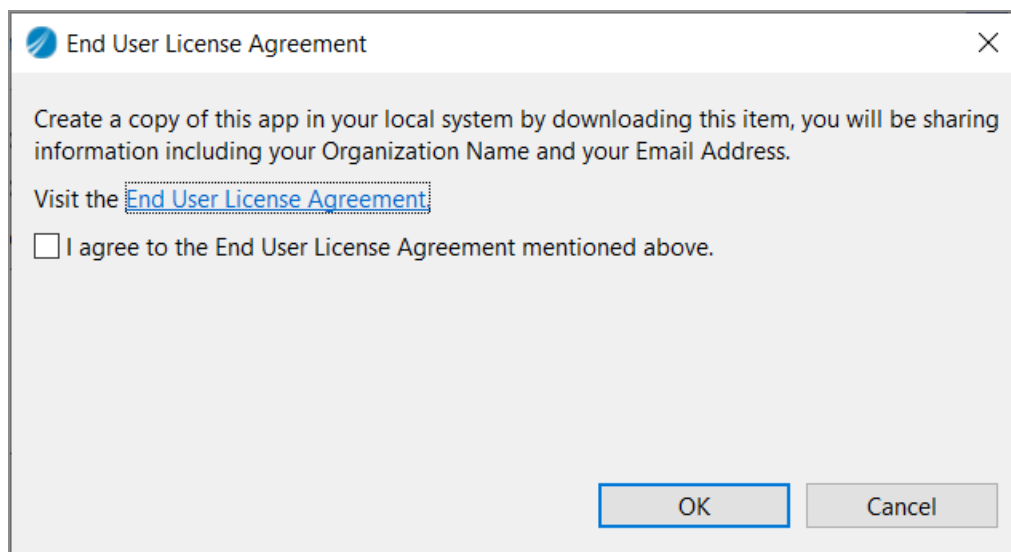 End User License Agreement
Create a copy of this app in your local system by downloading this item, you will be sharing
information including your Organization Name and your Email Address.
Visit the End User License Agreement.
I agree to the End User License Agreement mentioned above.
OK Cancel